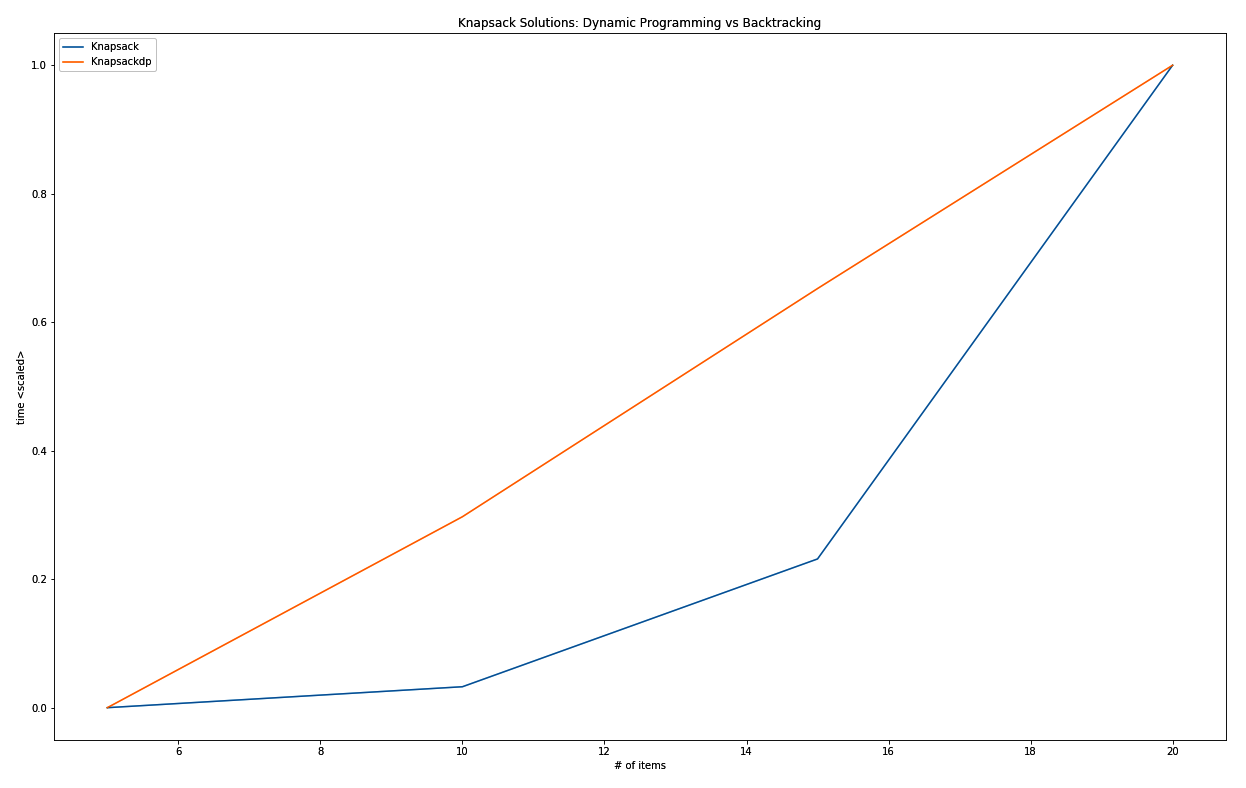 Knapsack Solutions: Dynamic Programming vs Backtracking
Knapsack
Knapsackdp
1.0
0.8
0.6
0.4
0.2
0.0
time <scaled>
6 8 10 12 14 16 18 20
# of items